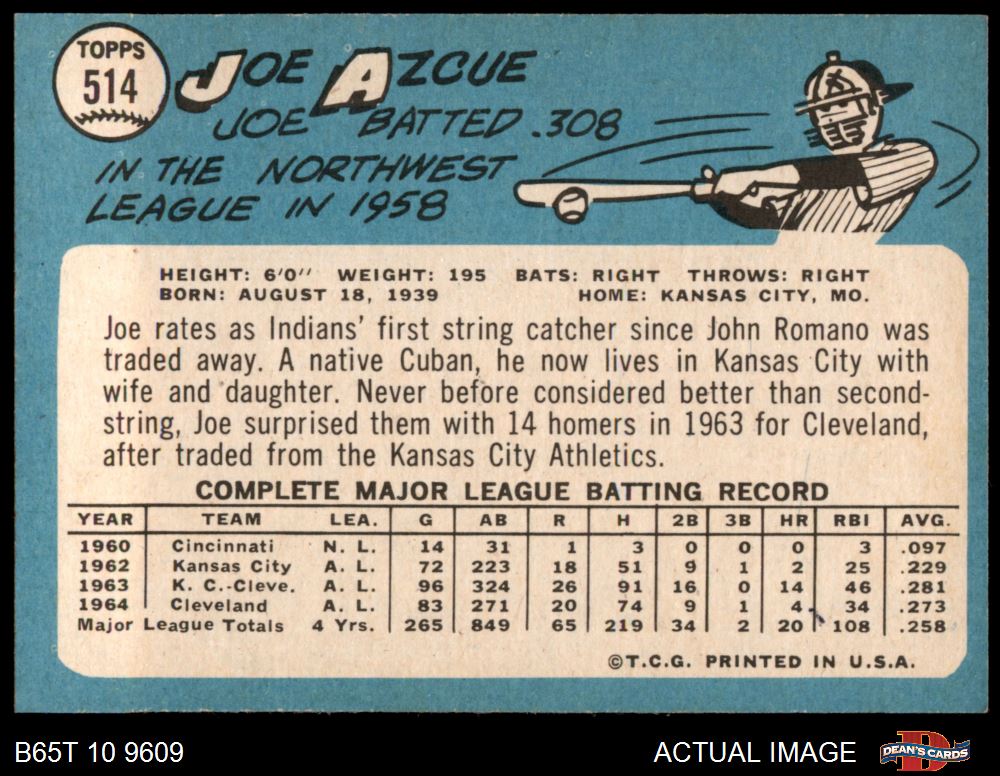 TOPPS
514
JOE AZCUE
JOE BATTED .308
IN THE NORTHWEST
LEAGUE IN 1958
HEIGHT: 6'0" WEIGHT: 195 BATS: RIGHT THROWS: RIGHT
BORN: AUGUST 18, 1939 HOME: KANSAS CITY, MO.
Joe rates as Indians' first string catcher since John Romano was
traded away. A native Cuban, he now lives in Kansas City with
wife and daughter. Never before considered better than second-
string, Joe surprised them with 14 homers in 1963 for Cleveland,
after traded from the Kansas City Athletics.
COMPLETE MAJOR LEAGUE BATTING RECORD
YEAR TEAM LEA. G AB R H 2B 3B HR RBI AVG.
1960 Cincinnati N. L. 14 31 1 3 0 0 0 3 .097
1962 Kansas City A. L. 72 223 18 51 9 1 2 25 .229
1963 K. C.-Cleve. A. L. 96 324 26 91 16 0 14 46 .281
1964 Cleveland A. L. 83 271 20 74 9 1 4 34 .273
Major League Totals 4 Yrs. 265 849 65 219 34 2 20 108 .258
©T.C.G. PRINTED IN U.S.A.
B65T 10 9609 ACTUAL IMAGE DEAN'S CARDS